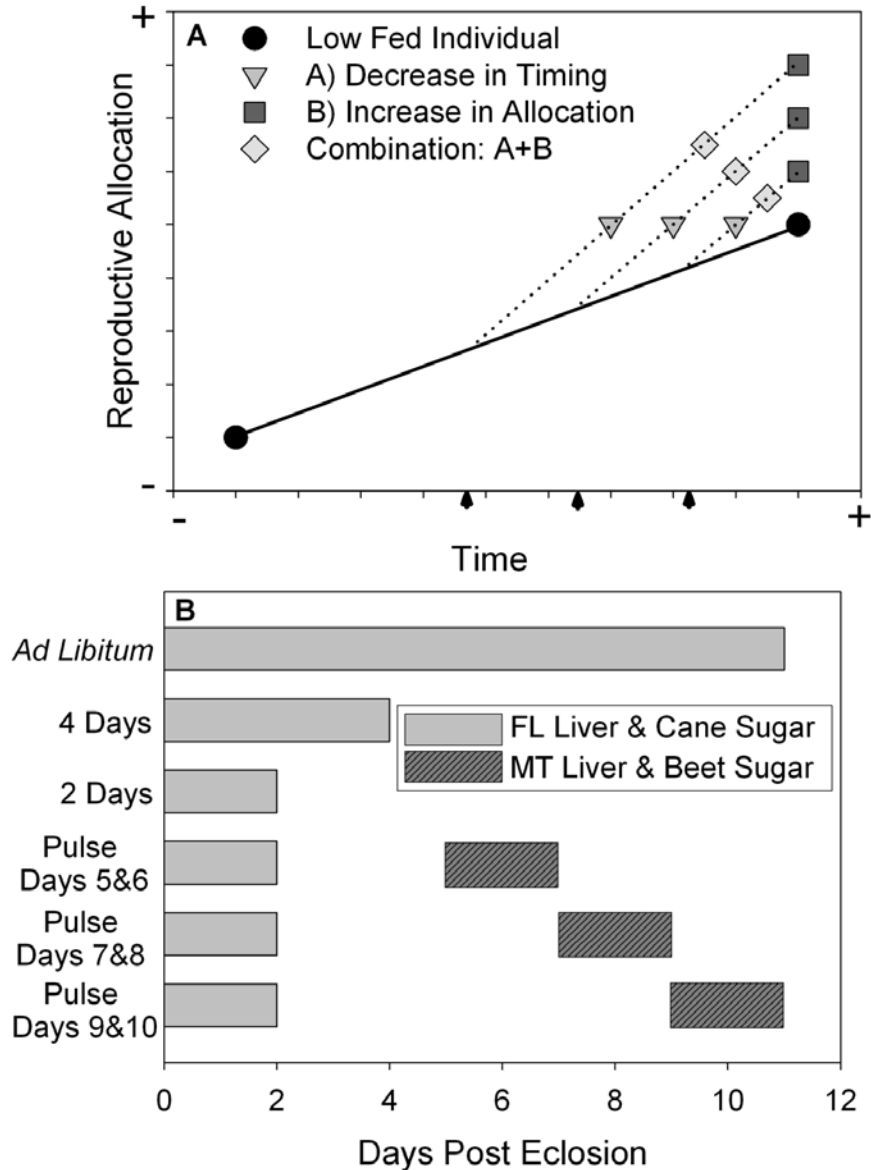 +
A
Low Fed Individual
A) Decrease in Timing
B) Increase in Allocation
Combination: A+B
Reproductive Allocation
-
-
+
Time
B
Ad Libitum
4 Days
FL Liver & Cane Sugar
MT Liver & Beet Sugar
2 Days
Pulse
Days 5&6
Pulse
Days 7&8
Pulse
Days 9&10
0 2 4 6 8 10 12
Days Post Eclosion